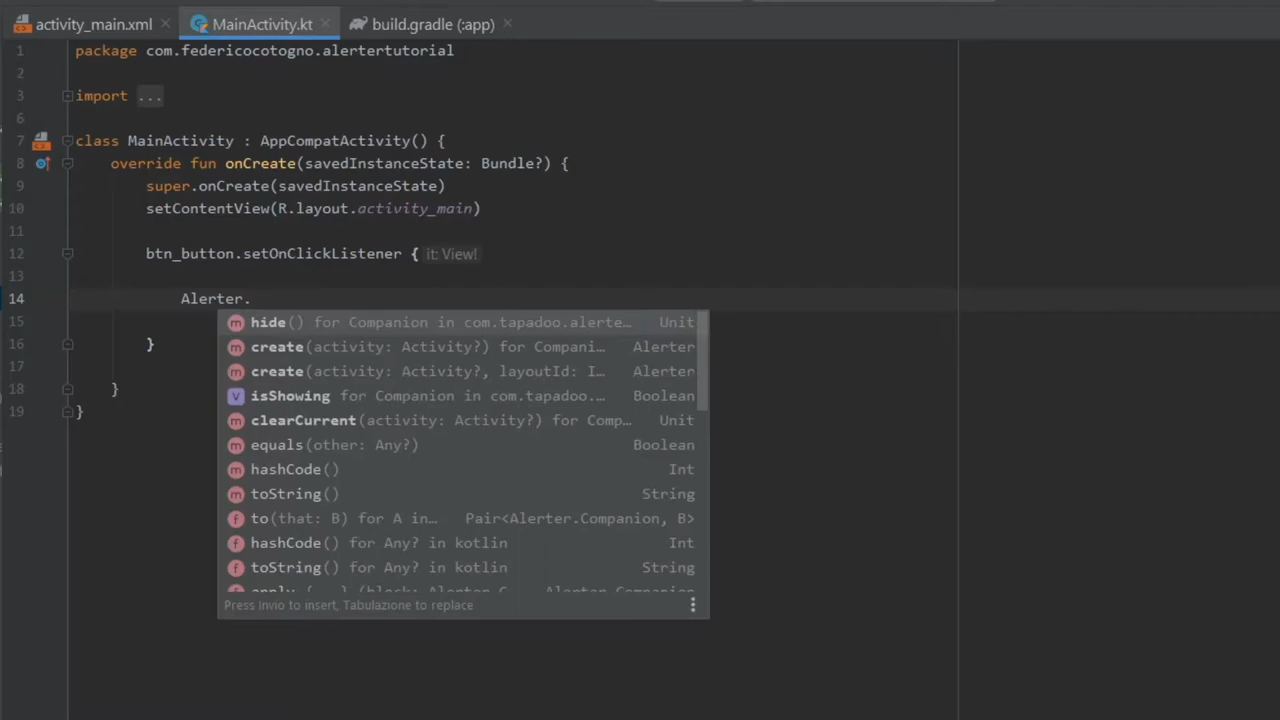 activity_main.xml MainActivity.kt build.gradle (:app)
1 package com.federicocotogno.alertertutorial
2
3 import ...
6
7 class MainActivity : AppCompatActivity() {
8 override fun onCreate(savedInstanceState: Bundle?) {
9 super.onCreate(savedInstanceState)
10 setContentView(R.layout.activity_main)
11
12 btn_button.setOnClickListener { it: View!
13
14 Alerter.
15 hide() for Companion in com.tapadoo.alerte... Unit
16 } create(activity: Activity?) for Compani... Alerter
17 create(activity: Activity?, layoutId: I... Alerter
18 } isShowing for Companion in com.tapadoo.... Boolean
19 } clearCurrent(activity: Activity?) for Comp... Unit
equals(other: Any?) Boolean
hashCode() Int
toString() String
to(that: B) for A in... Pair<Alerter.Companion, B>
hashCode() for Any? in kotlin Int
toString() for Any? in kotlin String
Press Invio to insert, Tabulazione to replace